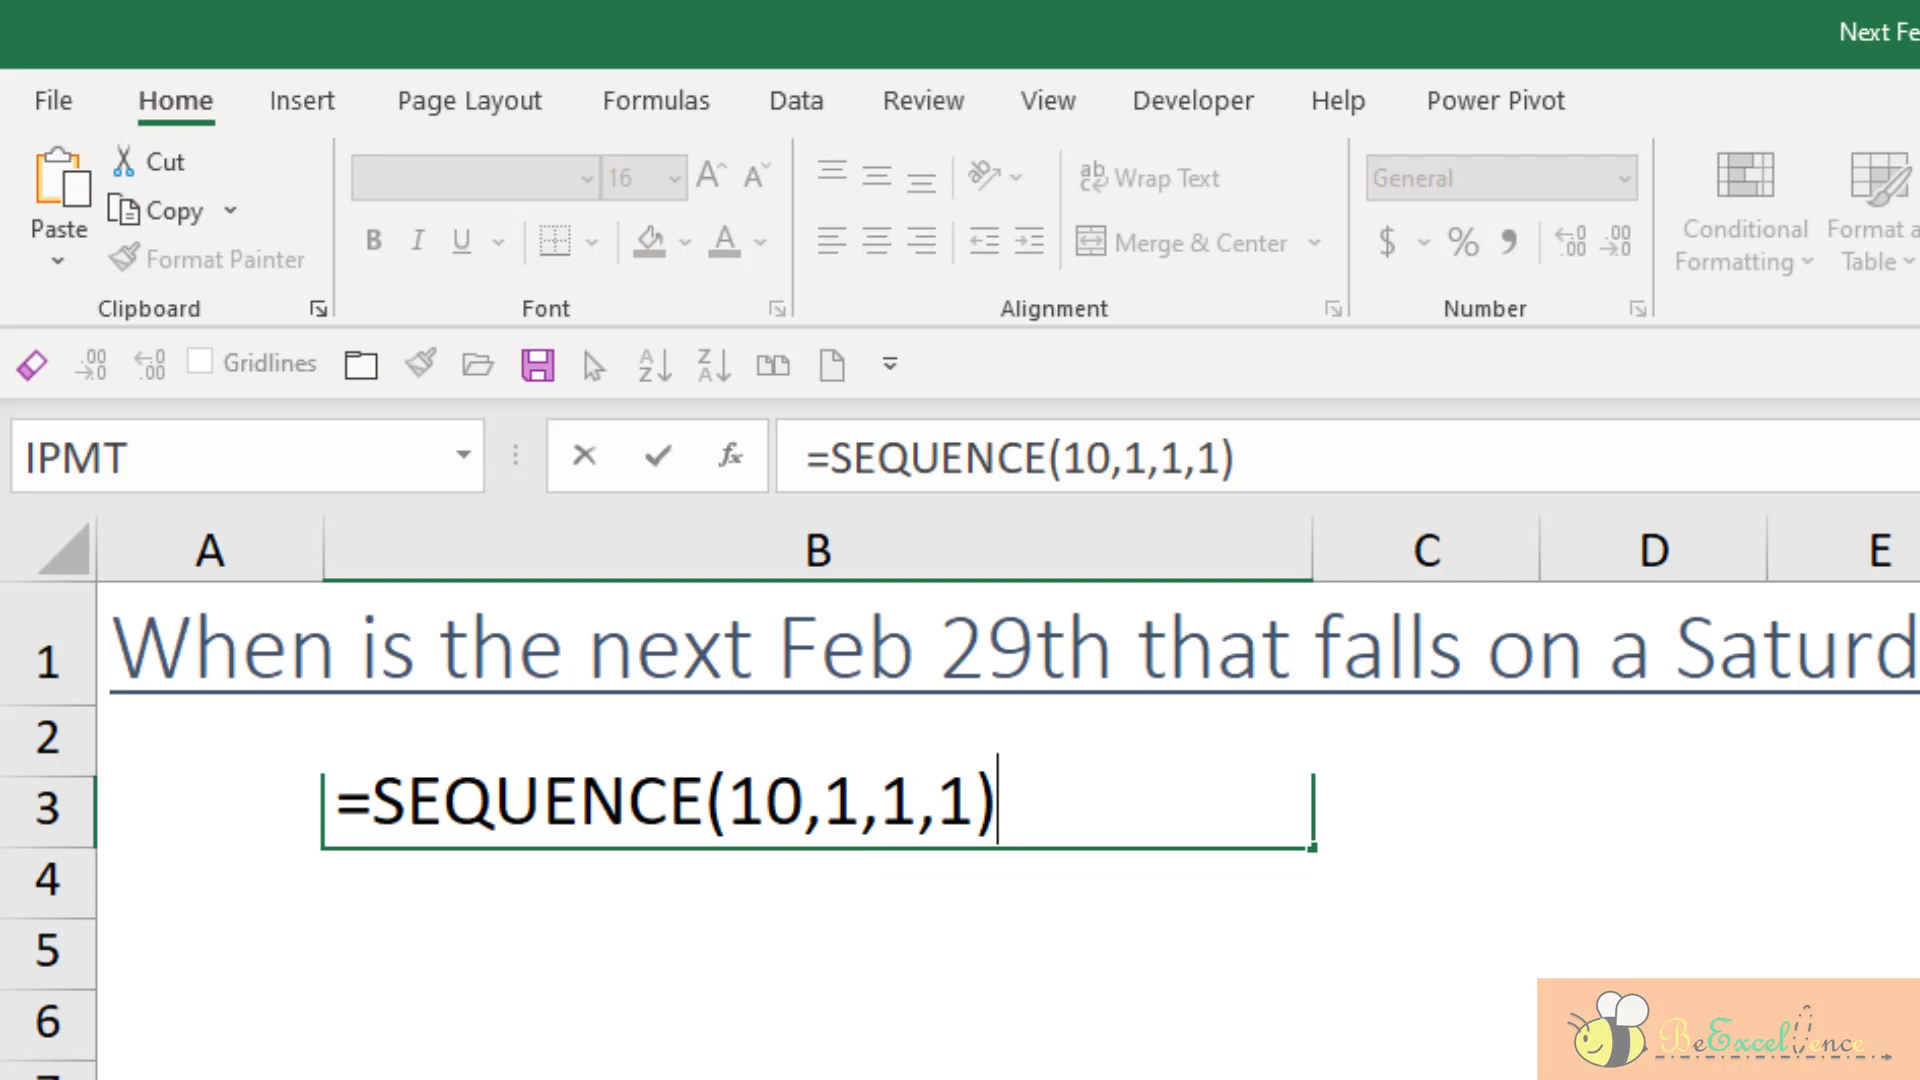 Next Fe
File Home Insert Page Layout Formulas Data Review View Developer Help Power Pivot
Paste
Cut
Copy
Format Painter
Clipboard
16
B I U
Font
Wrap Text
Merge & Center
Alignment
General
$ % 9
Number
Conditional Formatting
Format a
Table
Gridlines
IPMT
fx
=SEQUENCE(10,1,1,1)
A B C D E
1 When is the next Feb 29th that falls on a Saturd
2
3 =SEQUENCE(10,1,1,1)
4
5
6
BeExcellence